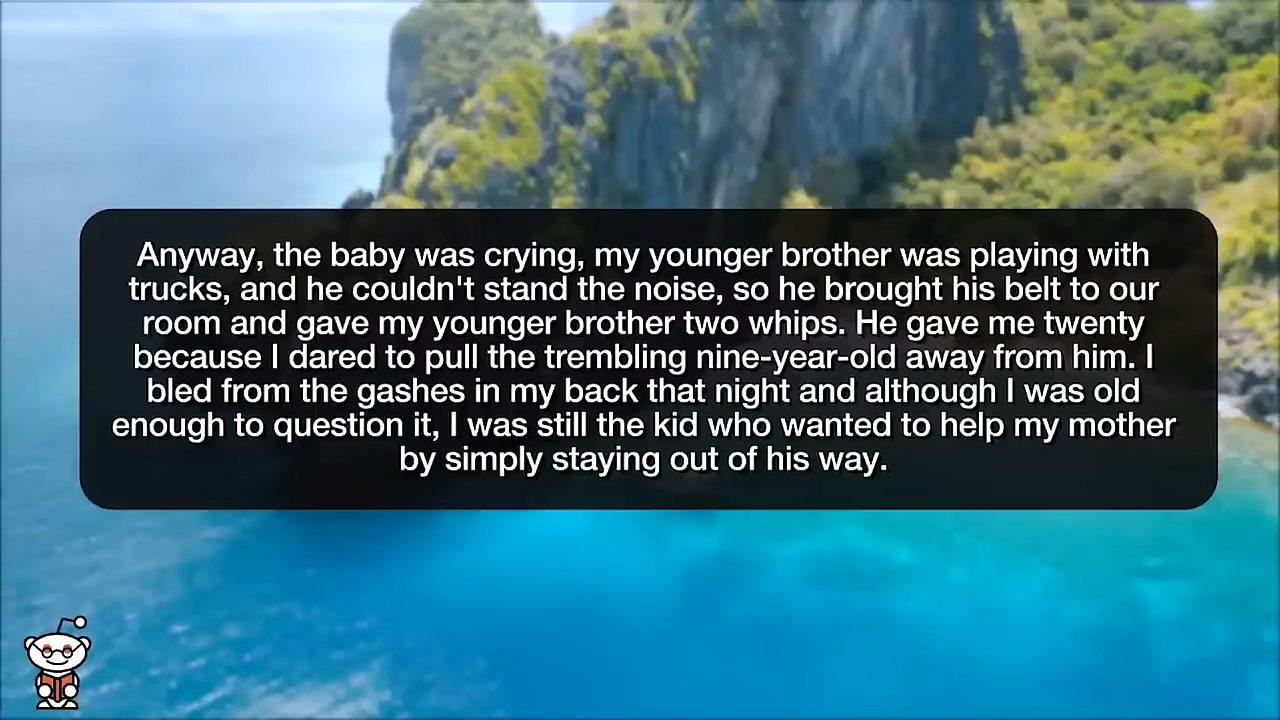 Anyway, the baby was crying, my younger brother was playing with
trucks, and he couldn't stand the noise, so he brought his belt to our
room and gave my younger brother two whips. He gave me twenty
because I dared to pull the trembling nine-year-old away from him. I
bled from the gashes in my back that night and although I was old
enough to question it, I was still the kid who wanted to help my mother
by simply staying out of his way.